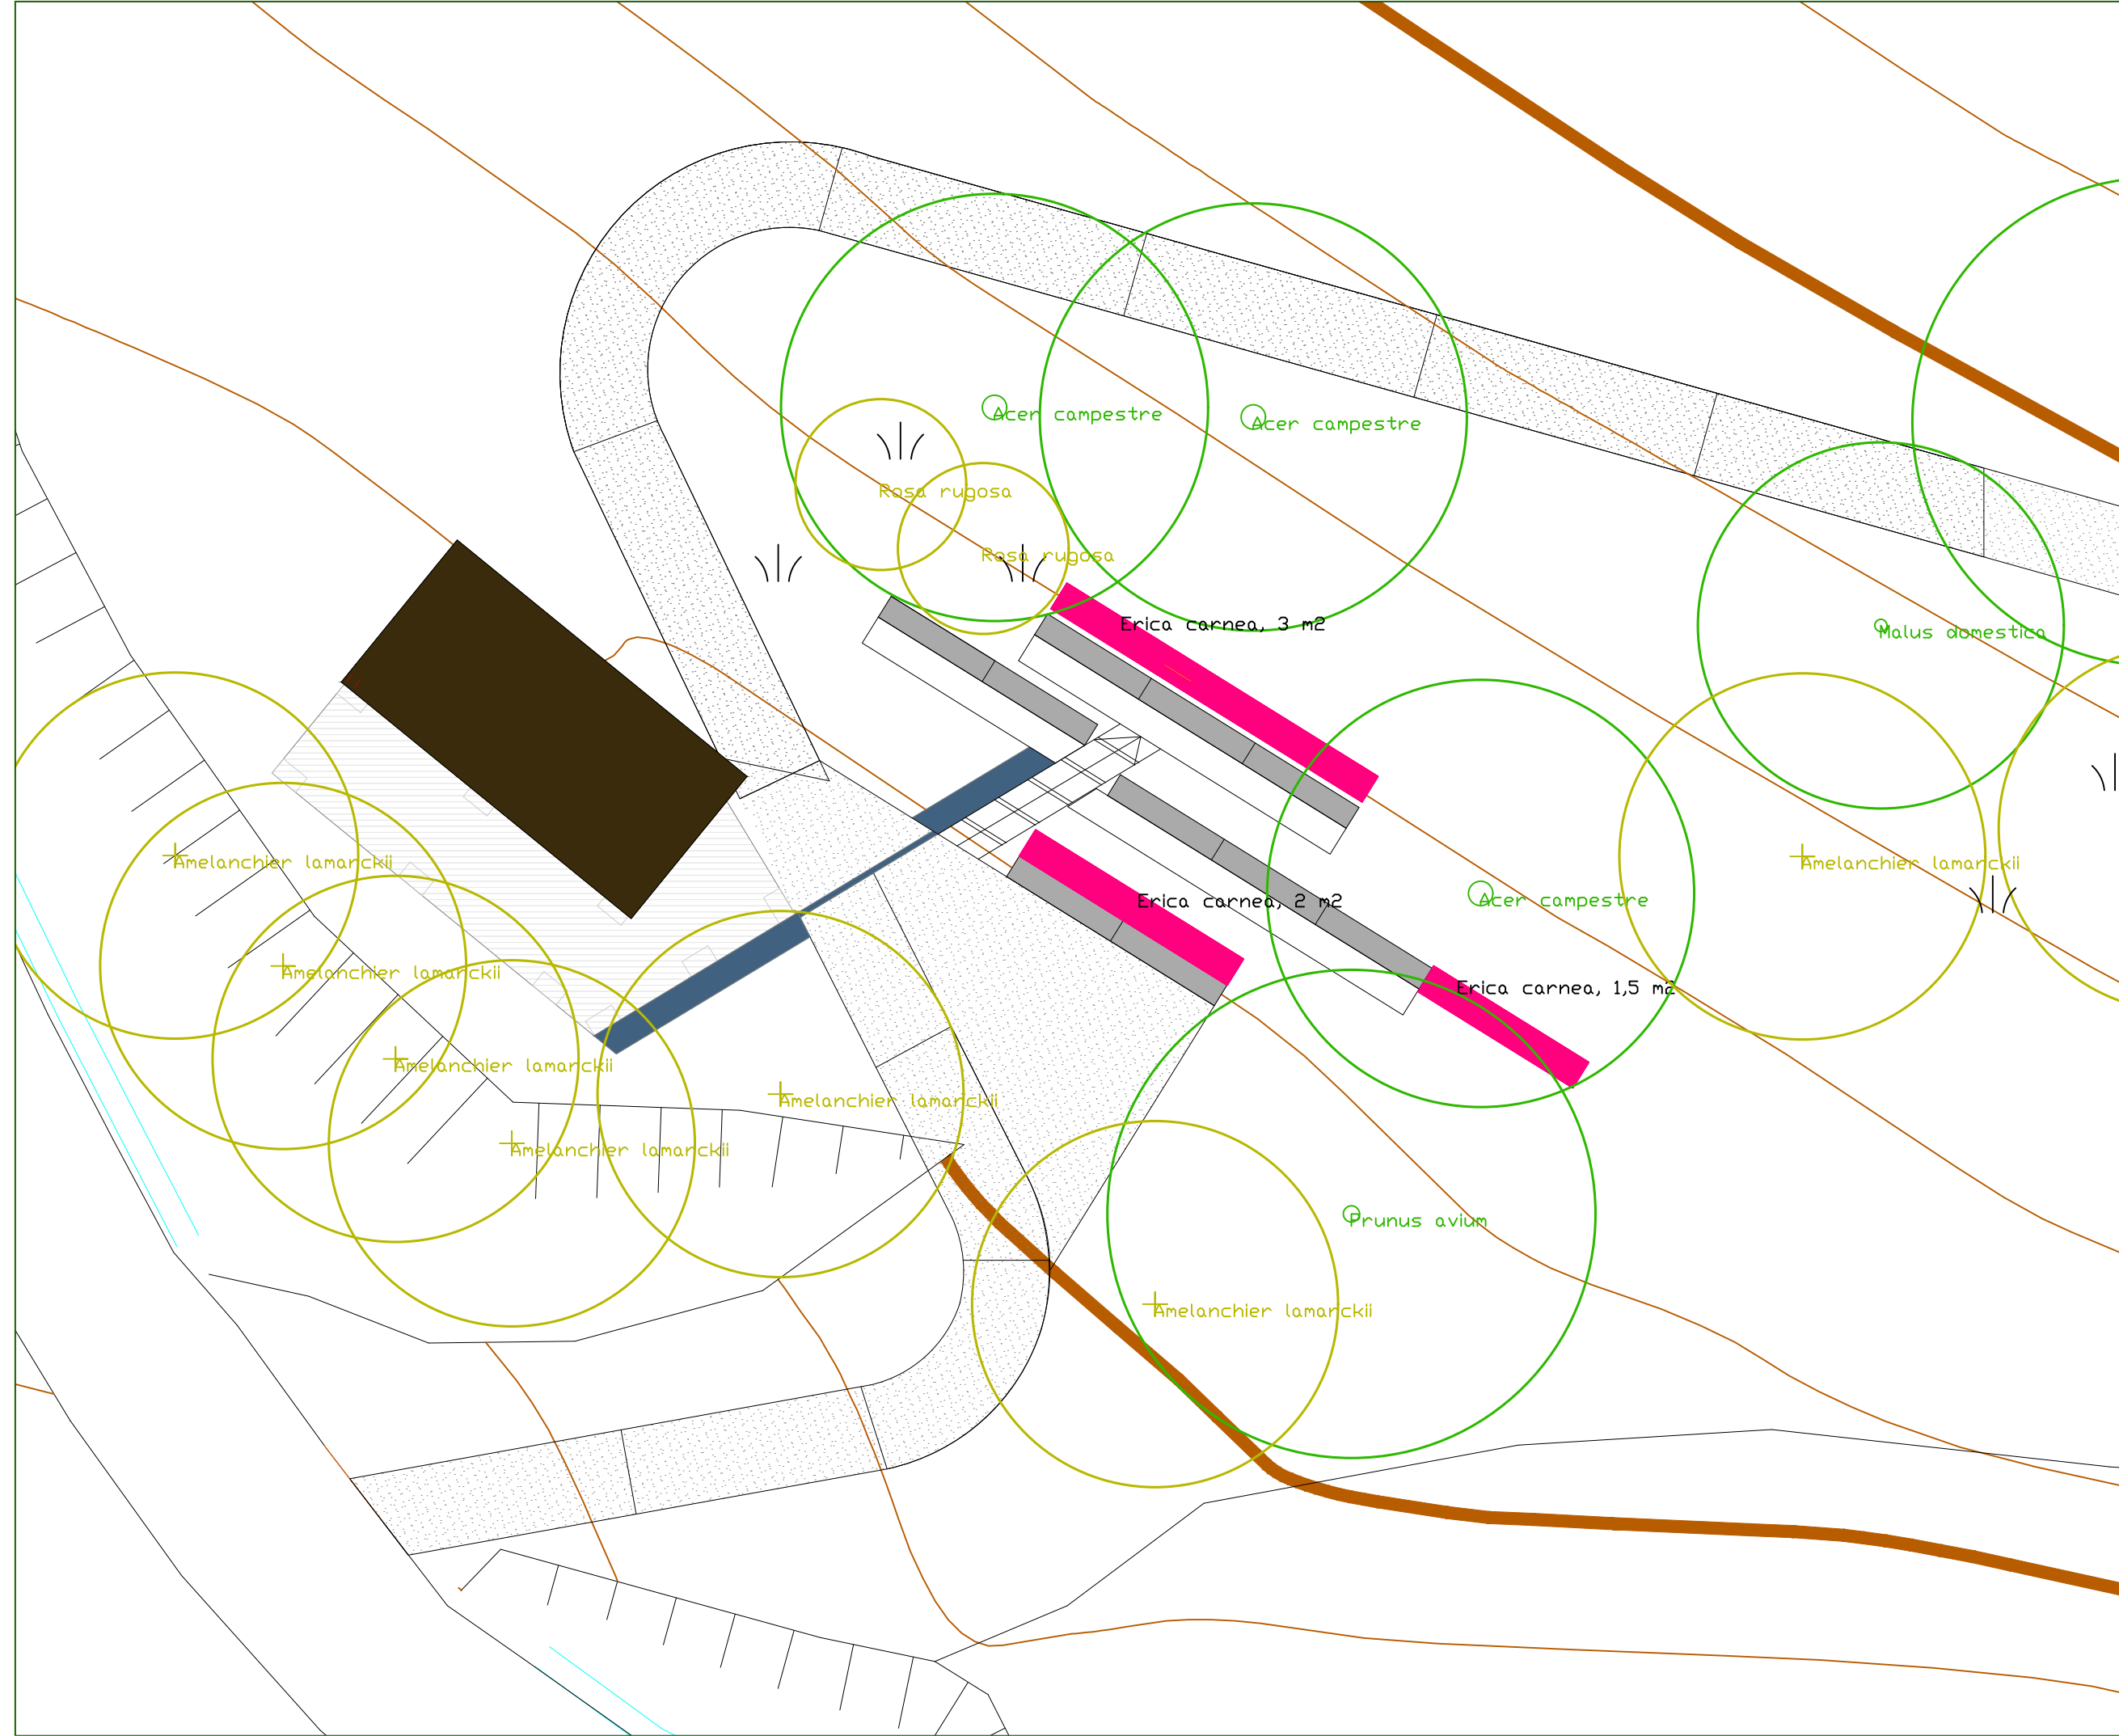 Acer campestre
Acer campestre
Rosa rugosa
Rosa rugosa
Erica carnea, 3 m2
Malus domestica
Amelanchier lamarckii
Amelanchier lamarckii
Erica carnea, 2 m2
Acer campestre
Amelanchier lamarckii
Erica carnea, 1,5 m2
Amelanchier lamarckii
Amelanchier lamarckii
Amelanchier lamarckii
Prunus avium
Amelanchier lamarckii